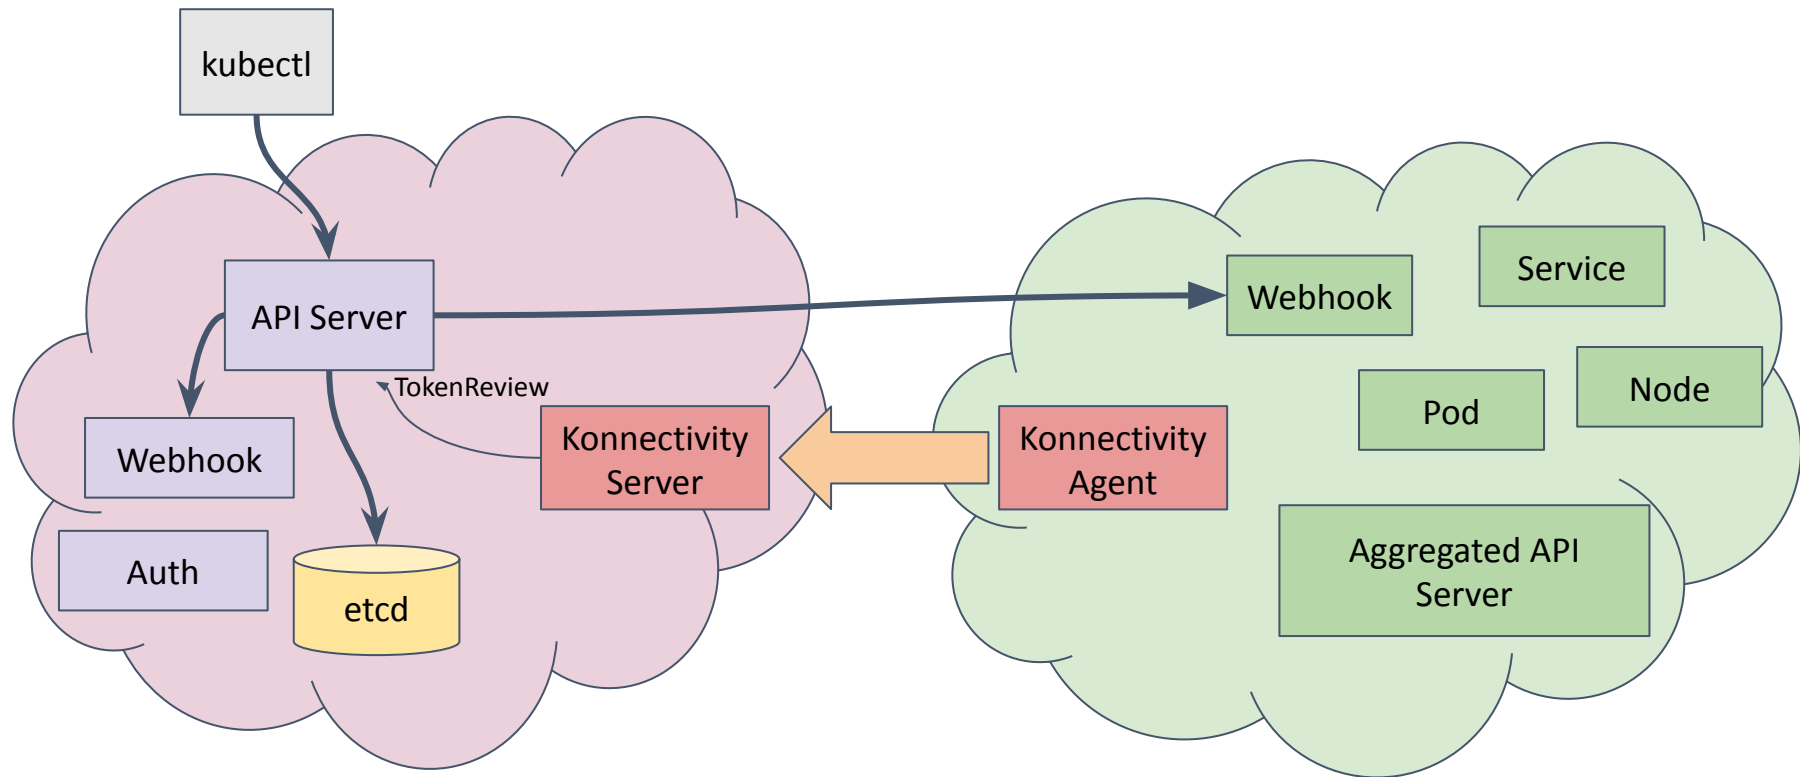 kubectl
API Server
TokenReview
Webhook
Auth
etcd
Konnectivity
Server
Konnectivity
Agent
Webhook
Service
Pod
Node
Aggregated API
Server